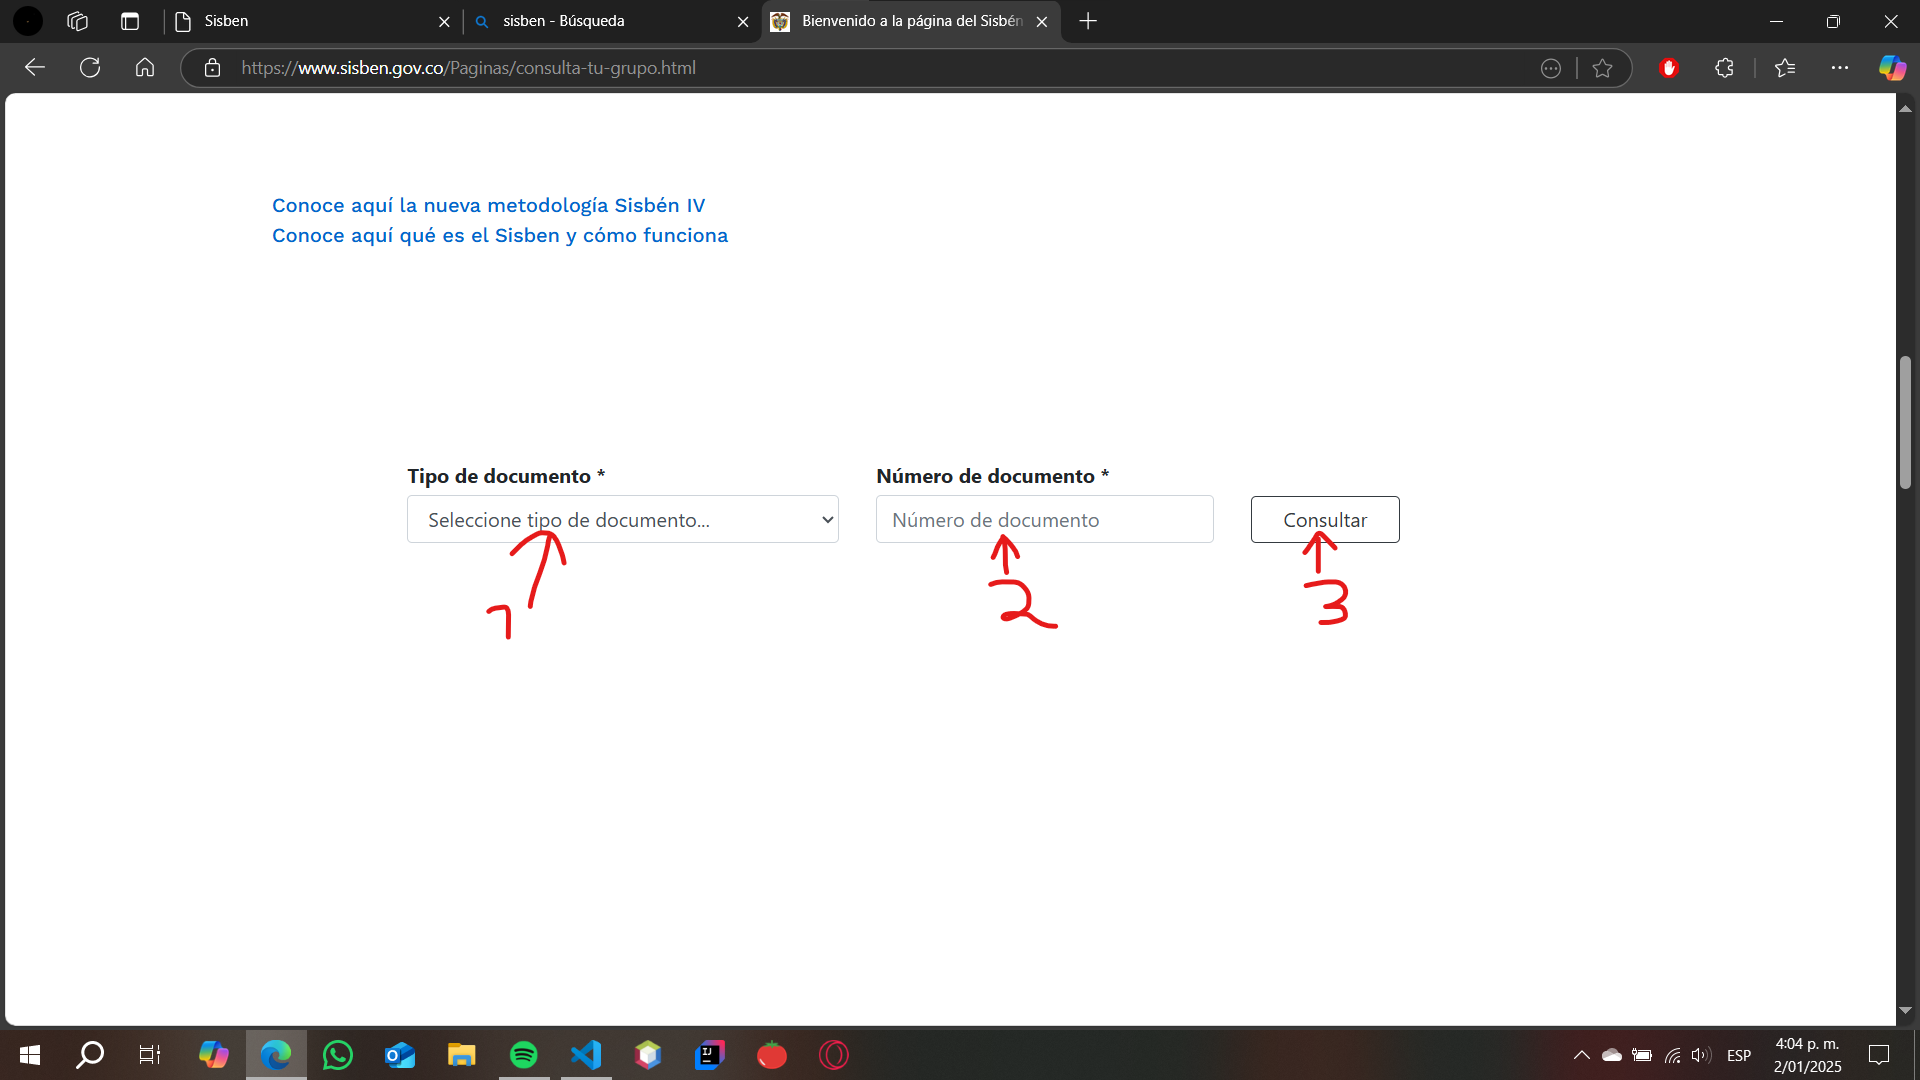 Sisben
sisben - Búsqueda
Bienvenido a la página del Sisbén
https://www.sisben.gov.co/Paginas/consulta-tu-grupo.html
Conoce aquí la nueva metodología Sisbén IV
Conoce aquí qué es el Sisben y cómo funciona
Tipo de documento *
Número de documento *
Seleccione tipo de documento...
Número de documento
Consultar
1
2
3
ESP
4:04 p. m.
2/01/2025